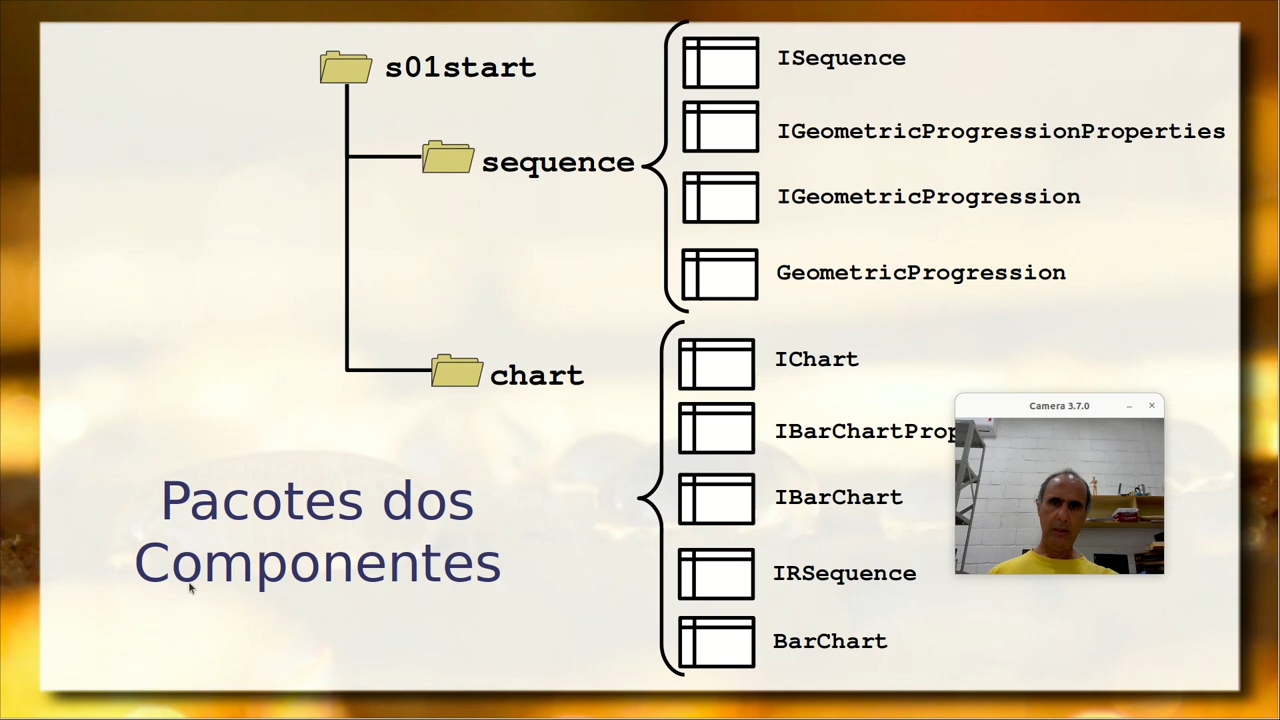 s01start
sequence
ISequence
IGeometricProgressionProperties
IGeometricProgression
GeometricProgression
chart
IChart
IBarChartProp
IBarChart
IRSequence
BarChart
Pacotes dos
Componentes
Camera 3.7.0